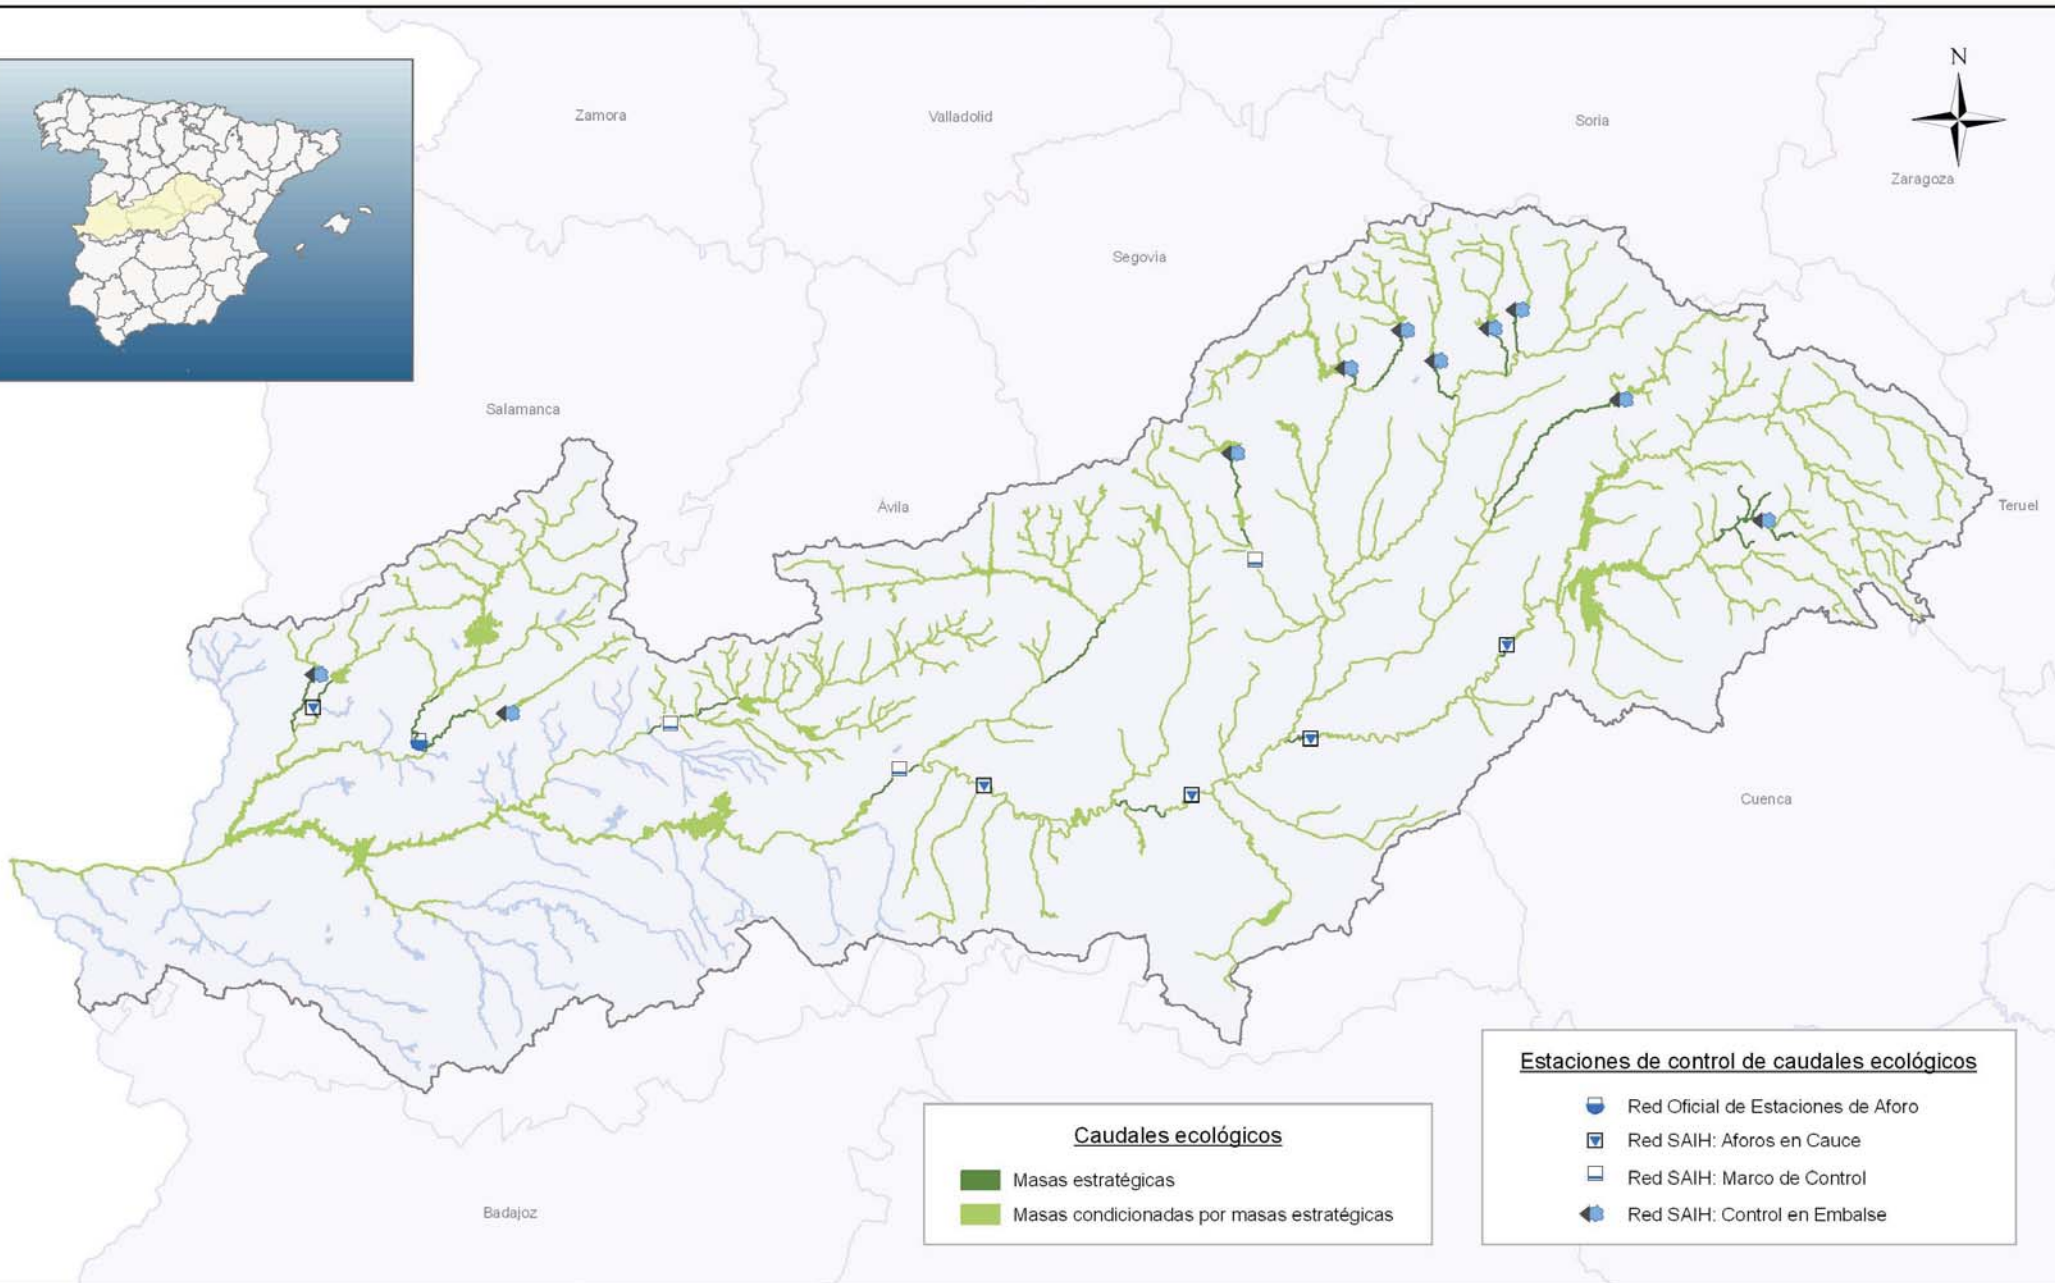 N
Zamora
Valladolid
Soria
Zaragoza
Segovia
Salamanca
Ávila
Teruel
Cuenca
Badajoz
Caudales ecológicos
Masas estratégicas
Masas condicionadas por masas estratégicas
Estaciones de control de caudales ecológicos
Red Oficial de Estaciones de Aforo
Red SAIH: Aforos en Cauce
Red SAIH: Marco de Control
Red SAIH: Control en Embalse